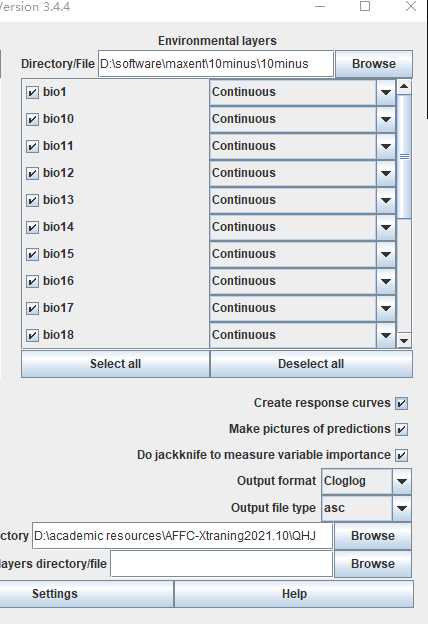 Version 3.4.4
Environmental layers
Directory/File D:\software\maxent\10minus\10minus Browse
bio1 Continuous
bio10 Continuous
bio11 Continuous
bio12 Continuous
bio13 Continuous
bio14 Continuous
bio15 Continuous
bio16 Continuous
bio17 Continuous
bio18 Continuous
Select all Deselect all
Create response curves
Make pictures of predictions
Do jackknife to measure variable importance
Output format Cloglog
Output file type asc
ctory D:\academic resources\AFFC-Xtraning2021.10\QHJ Browse
layers directory/file Browse
Settings Help